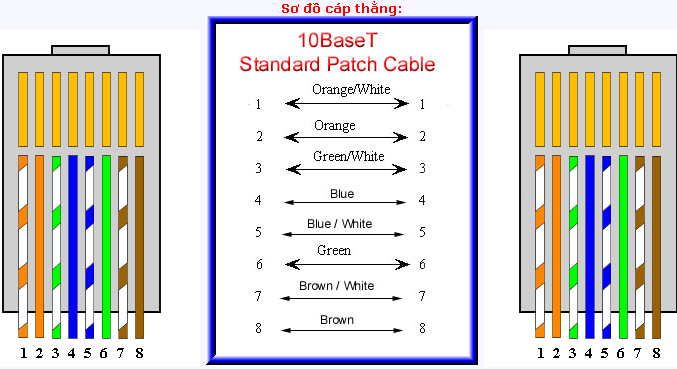 Sơ đồ cáp thẳng:
10BaseT
Standard Patch Cable
1 Orange/White 1
2 Orange 2
3 Green/White 3
4 Blue 4
5 Blue / White 5
6 Green 6
7 Brown / White 7
8 Brown 8
1 2 3 4 5 6 7 8
1 2 3 4 5 6 7 8